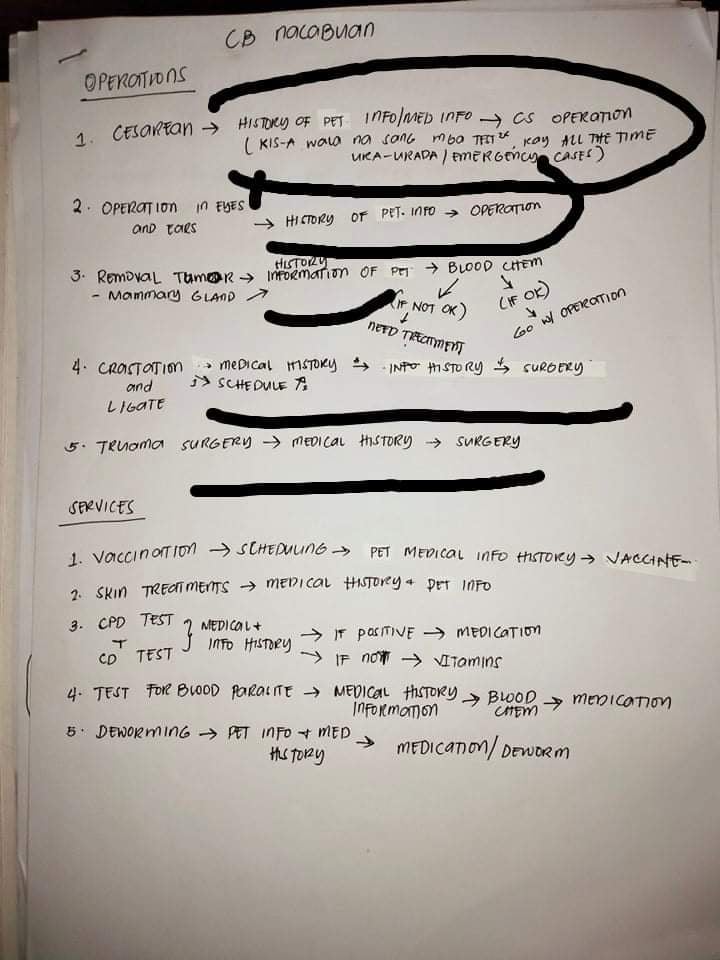 CB nacabuan
OPERATIONS
1. CESAREAN → HISTORY OF PET. INFO/MED INFO → CS OPERATION
(KIS-A wala na sang mga TEST², KAY ALL THE TIME
URA-URADA / EMERGENCY CASES)
2. OPERATION IN EYES and EARS → HISTORY OF PET. INFO → OPERATION
3. REMOVAL TUMOR → HISTORY INFORMATION OF PET → BLOOD CHEM
- MAMMARY GLAND ↗
(IF NOT OK) ↓ NEED TREATMENT
(IF OK) ↘ GO W/ OPERATION
4. CRASTATION and LIGATE → MEDICAL HISTORY → INFO HISTORY → SURGERY
→ SCHEDULE
5. TRUOMA SURGERY → MEDICAL HISTORY → SURGERY
SERVICES
1. VACCINATION → SCHEDULING → PET MEDICAL INFO HISTORY → VACCINE
2. SKIN TREATMENTS → MEDICAL HISTORY + PET INFO
3. CPD TEST + CD TEST } MEDICAL + INFO HISTORY → IF POSITIVE → MEDICATION
→ IF NOT → VITAMINS
4. TEST FOR BLOOD PARASITE → MEDICAL HISTORY INFORMATION → BLOOD CHEM → MEDICATION
5. DEWORMING → PET INFO + MED HISTORY → MEDICATION/DEWORM